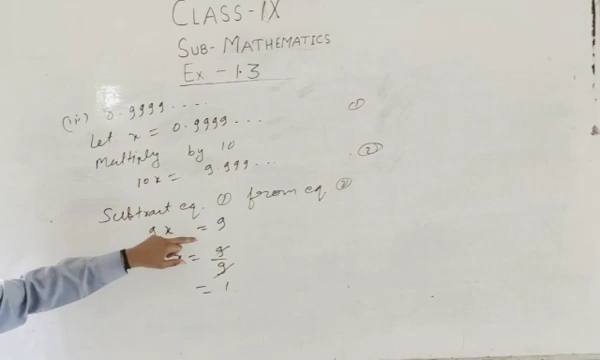 CLASS-IX
SUB-MATHEMATICS
Ex - 1.3
(iii) 0.9999....
Let x = 0.9999... ①
Multiply by 10
10x = 9.999... ②
Subtract eq. ① from eq ②
9x = 9
= 9/9
= 1